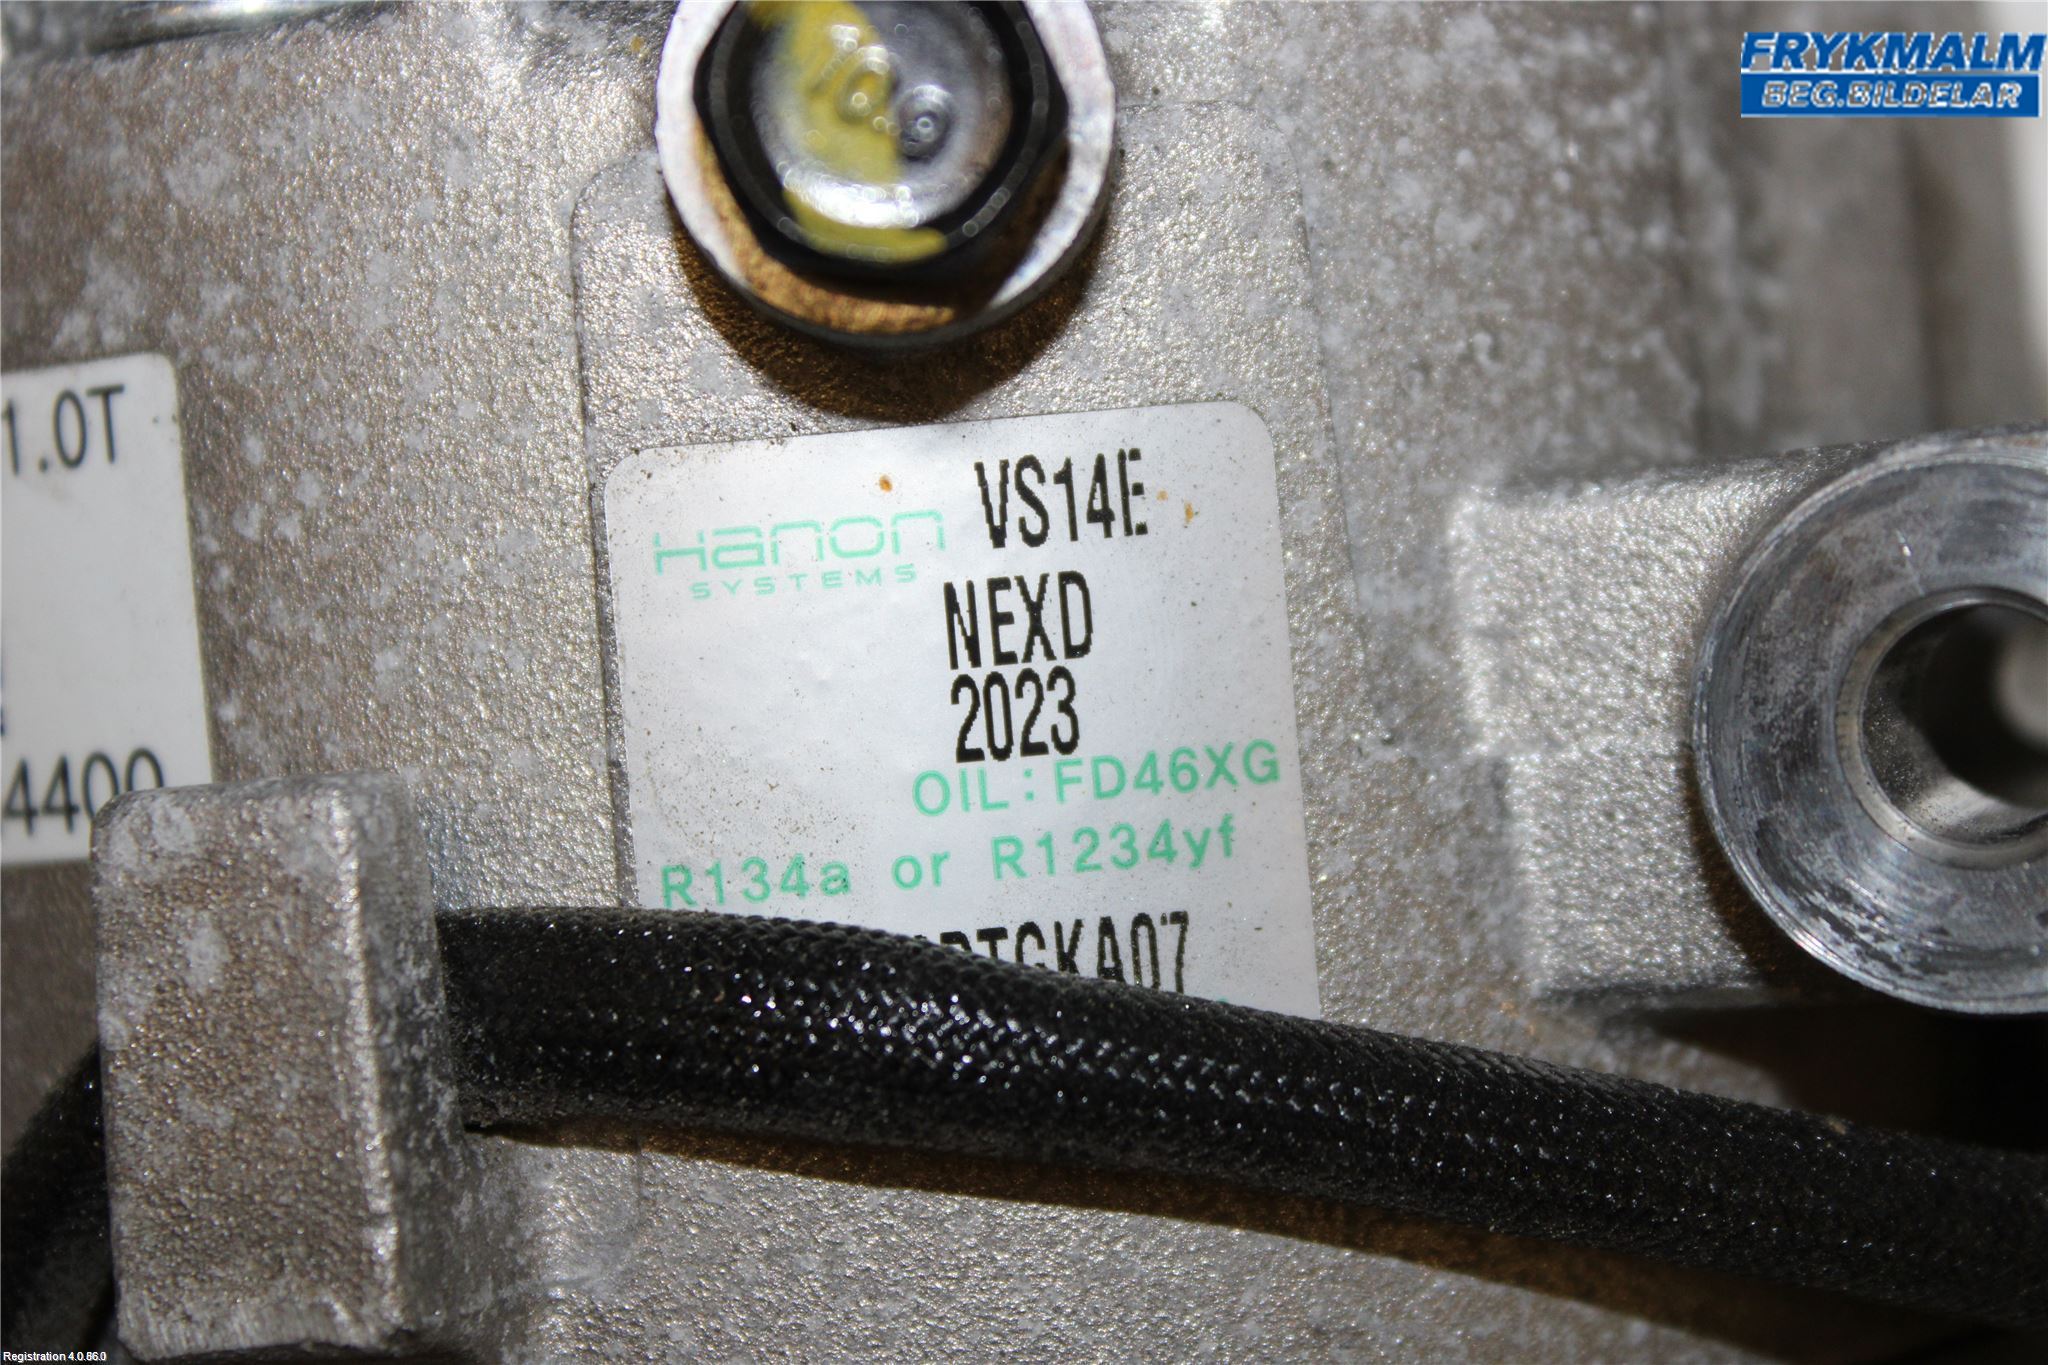 FRYKMALM
BEG.BILDELAR
1.0T
4400
Hanon
SYSTEMS
VS14E
NEXD
2023
OIL:FD46XG
R134a or R1234yf
Registration 4.0.86.0